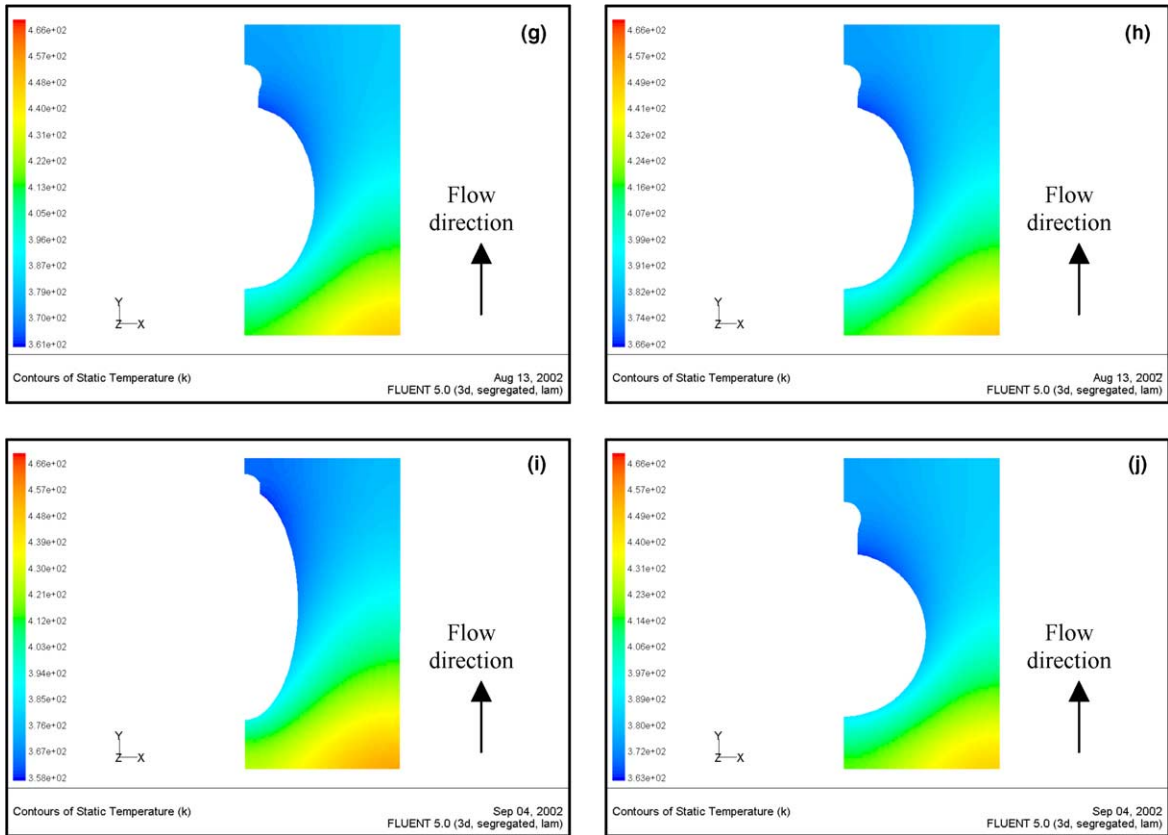 (g)
4.66e+02
4.57e+02
4.48e+02
4.40e+02
4.31e+02
4.22e+02
4.13e+02
4.05e+02
3.96e+02
3.87e+02
3.79e+02
3.70e+02
3.61e+02
Flow
direction
Y
Z X
Contours of Static Temperature (k)
Aug 13, 2002
FLUENT 5.0 (3d, segregated, lam)
(h)
4.66e+02
4.57e+02
4.49e+02
4.40e+02
4.31e+02
4.22e+02
4.16e+02
4.07e+02
3.99e+02
3.91e+02
3.82e+02
3.74e+02
3.66e+02
Flow
direction
Y
Z X
Contours of Static Temperature (k)
Aug 13, 2002
FLUENT 5.0 (3d, segregated, lam)
(i)
4.66e+02
4.57e+02
4.48e+02
4.39e+02
4.30e+02
4.21e+02
4.12e+02
4.03e+02
3.94e+02
3.85e+02
3.76e+02
3.67e+02
3.58e+02
Flow
direction
Y
Z X
Contours of Static Temperature (k)
Sep 04, 2002
FLUENT 5.0 (3d, segregated, lam)
(j)
4.66e+02
4.57e+02
4.48e+02
4.40e+02
4.31e+02
4.23e+02
4.14e+02
4.06e+02
3.97e+02
3.89e+02
3.80e+02
3.72e+02
3.63e+02
Flow
direction
Y
Z X
Contours of Static Temperature (k)
Sep 04, 2002
FLUENT 5.0 (3d, segregated, lam)